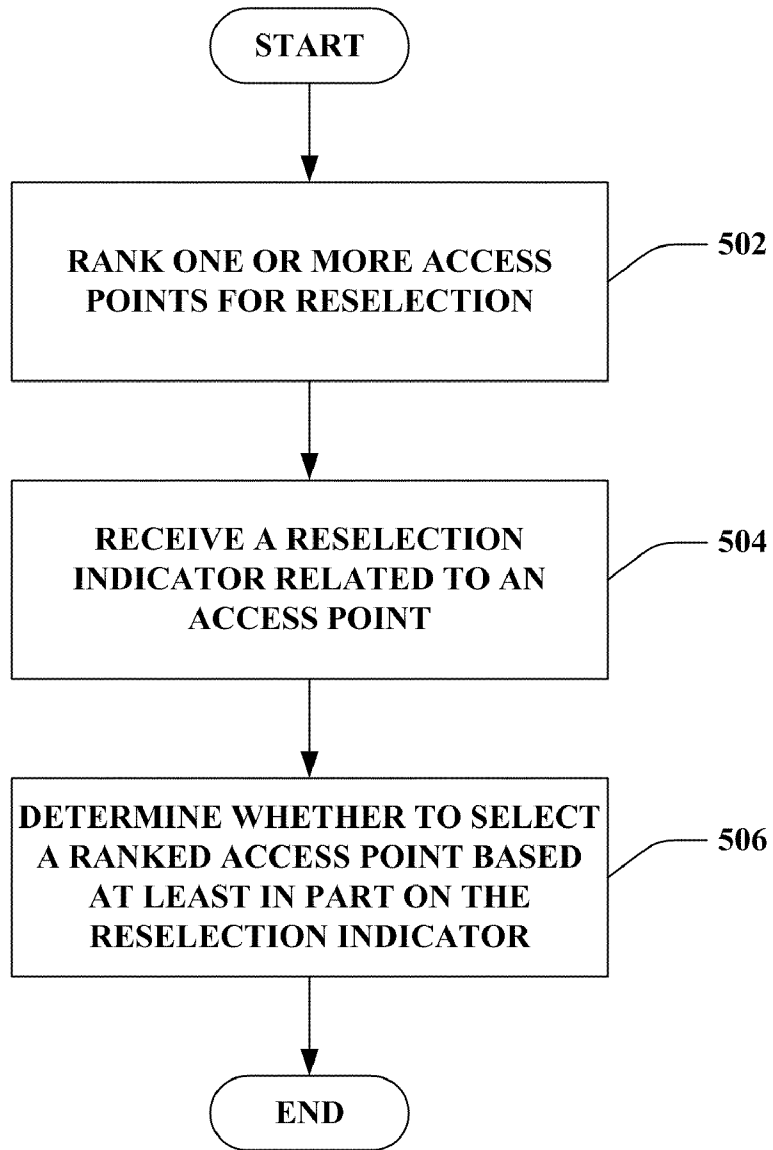 START
RANK ONE OR MORE ACCESS
POINTS FOR RESELECTION
502
RECEIVE A RESELECTION
INDICATOR RELATED TO AN
ACCESS POINT
504
DETERMINE WHETHER TO SELECT
A RANKED ACCESS POINT BASED
AT LEAST IN PART ON THE
RESELECTION INDICATOR
506
END